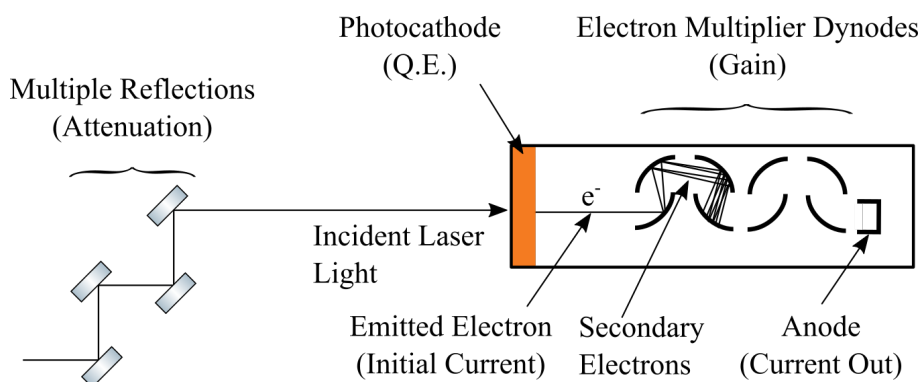 Photocathode
(Q.E.)
Electron Multiplier Dynodes
(Gain)
Multiple Reflections
(Attenuation)
e-
Incident Laser
Light
Emitted Electron
(Initial Current)
Secondary
Electrons
Anode
(Current Out)